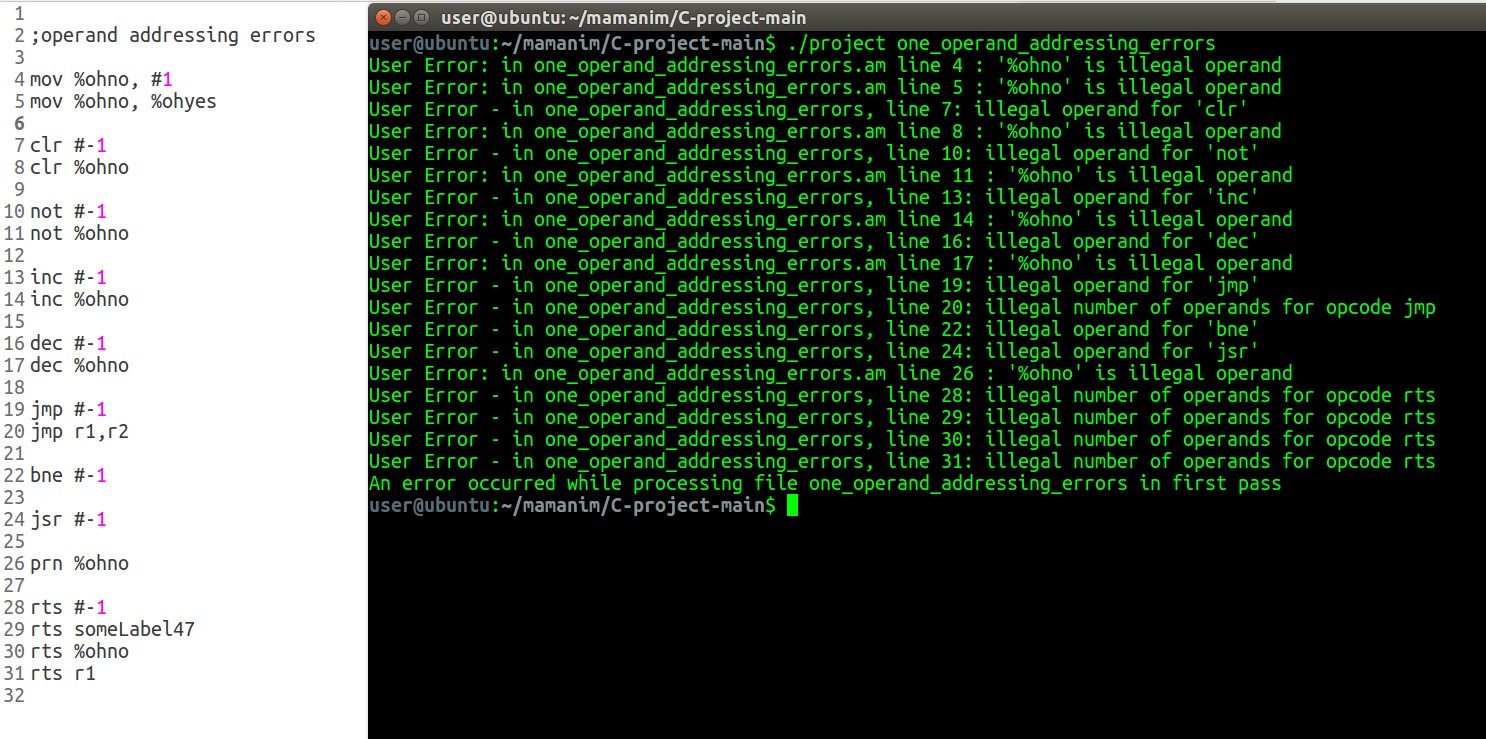 1
2 ;operand addressing errors
3
4 mov %ohno, #1
5 mov %ohno, %ohyes
6
7 clr #-1
8 clr %ohno
9
10 not #-1
11 not %ohno
12
13 inc #-1
14 inc %ohno
15
16 dec #-1
17 dec %ohno
18
19 jmp #-1
20 jmp r1,r2
21
22 bne #-1
23
24 jsr #-1
25
26 prn %ohno
27
28 rts #-1
29 rts someLabel47
30 rts %ohno
31 rts r1
32
user@ubuntu: ~/mamanim/C-project-main
user@ubuntu:~/mamanim/C-project-main$ ./project one_operand_addressing_errors
User Error: in one_operand_addressing_errors.am line 4 : '%ohno' is illegal operand
User Error: in one_operand_addressing_errors.am line 5 : '%ohno' is illegal operand
User Error - in one_operand_addressing_errors, line 7: illegal operand for 'clr'
User Error: in one_operand_addressing_errors.am line 8 : '%ohno' is illegal operand
User Error - in one_operand_addressing_errors, line 10: illegal operand for 'not'
User Error: in one_operand_addressing_errors.am line 11 : '%ohno' is illegal operand
User Error - in one_operand_addressing_errors, line 13: illegal operand for 'inc'
User Error: in one_operand_addressing_errors.am line 14 : '%ohno' is illegal operand
User Error - in one_operand_addressing_errors, line 16: illegal operand for 'dec'
User Error: in one_operand_addressing_errors.am line 17 : '%ohno' is illegal operand
User Error - in one_operand_addressing_errors, line 19: illegal operand for 'jmp'
User Error - in one_operand_addressing_errors, line 20: illegal number of operands for opcode jmp
User Error - in one_operand_addressing_errors, line 22: illegal operand for 'bne'
User Error - in one_operand_addressing_errors, line 24: illegal operand for 'jsr'
User Error: in one_operand_addressing_errors.am line 26 : '%ohno' is illegal operand
User Error - in one_operand_addressing_errors, line 28: illegal number of operands for opcode rts
User Error - in one_operand_addressing_errors, line 29: illegal number of operands for opcode rts
User Error - in one_operand_addressing_errors, line 30: illegal number of operands for opcode rts
User Error - in one_operand_addressing_errors, line 31: illegal number of operands for opcode rts
An error occurred while processing file one_operand_addressing_errors in first pass
user@ubuntu:~/mamanim/C-project-main$